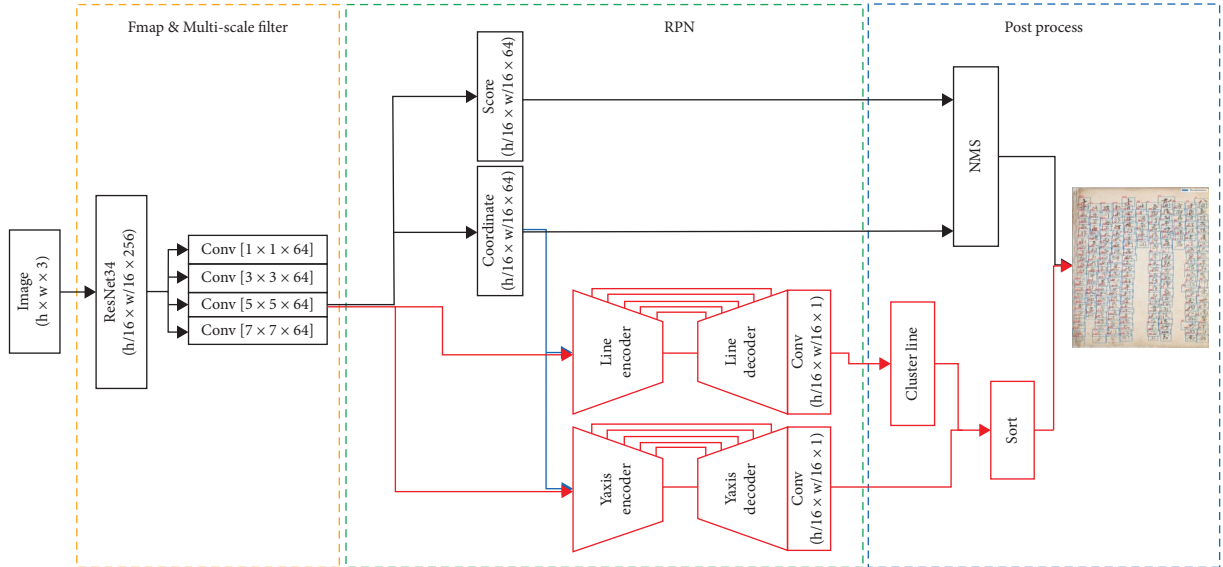 Fmap & Multi-scale filter
RPN
Post process
Image
(h × w × 3)
ResNet34
(h/16 × w/16 × 256)
Conv [1 × 1 × 64]
Conv [3 × 3 × 64]
Conv [5 × 5 × 64]
Conv [7 × 7 × 64]
Score
(h/16 × w/16 × 64)
Coordinate
(h/16 × w/16 × 64)
Line
encoder
Line
decoder
Conv
(h/16 × w/16 × 1)
Yaxis
encoder
Yaxis
decoder
Conv
(h/16 × w/16 × 1)
NMS
Cluster line
Sort